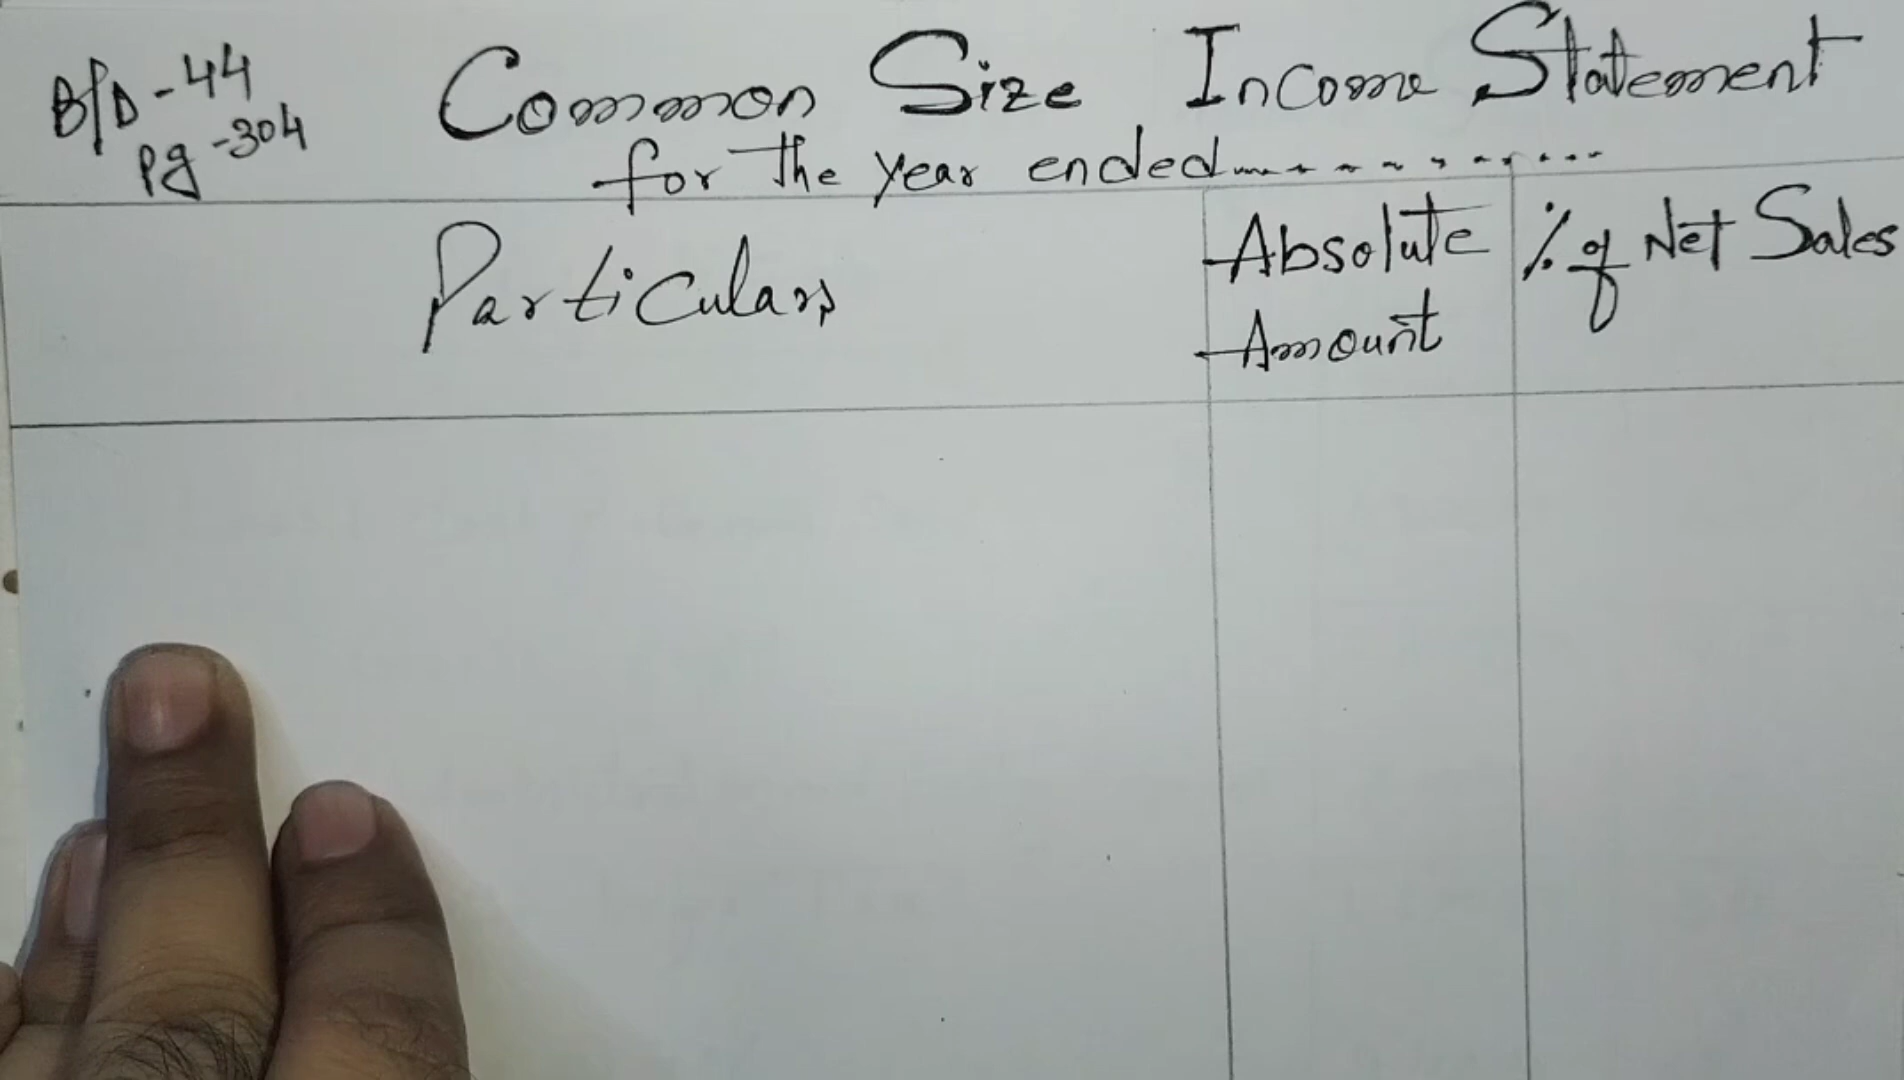 B/D-44
Pg-304
Common Size Income Statement
for the year ended..............
Particulars
Absolute
Amount
% of Net Sales